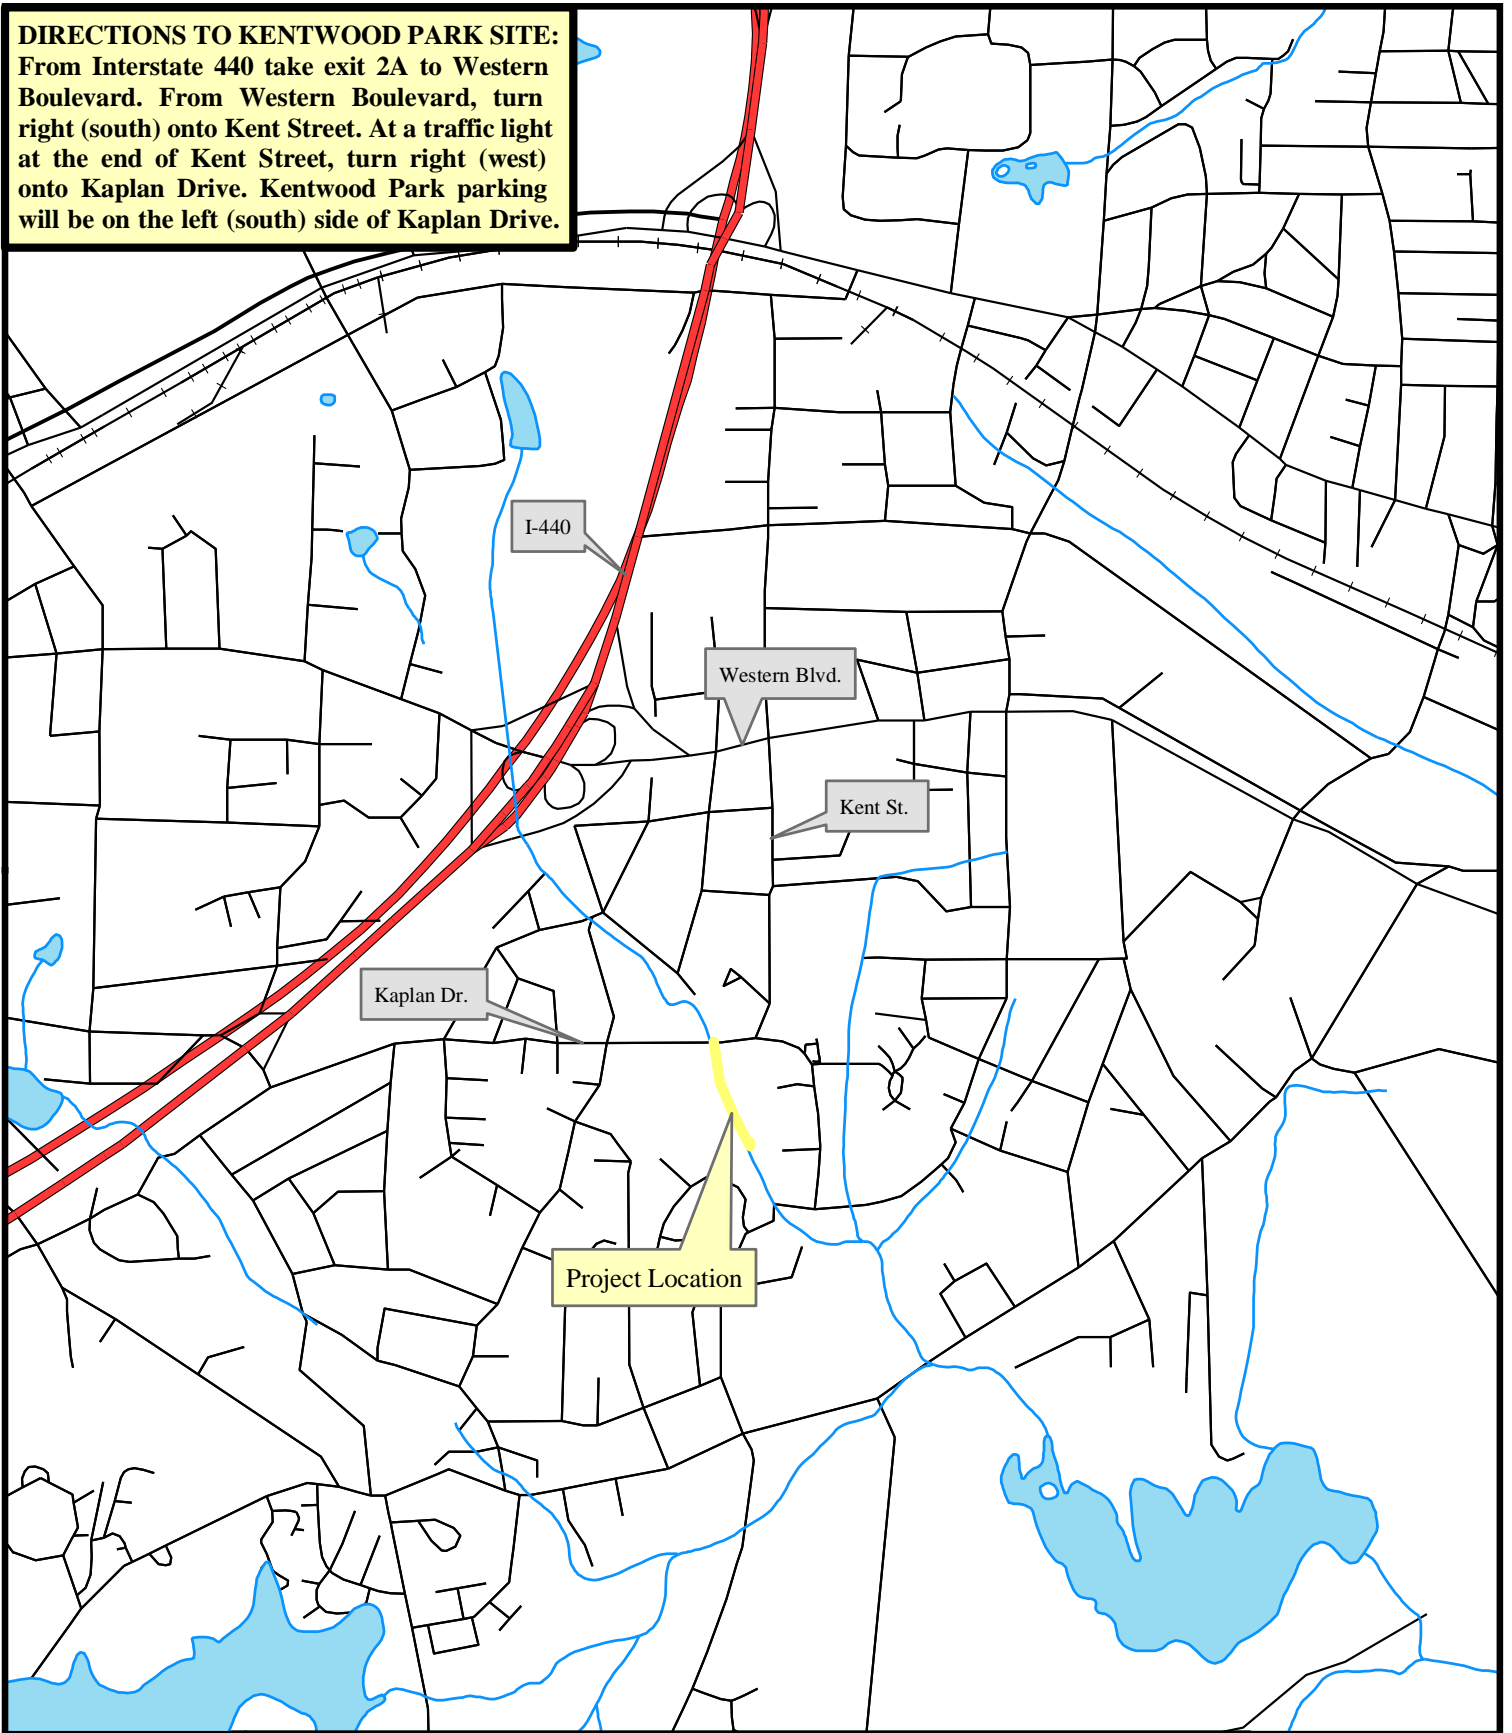 DIRECTIONS TO KENTWOOD PARK SITE:
From Interstate 440 take exit 2A to Western
Boulevard. From Western Boulevard, turn
right (south) onto Kent Street. At a traffic light
at the end of Kent Street, turn right (west)
onto Kaplan Drive. Kentwood Park parking
will be on the left (south) side of Kaplan Drive.
I-440
Western Blvd.
Kent St.
Kaplan Dr.
Project Location